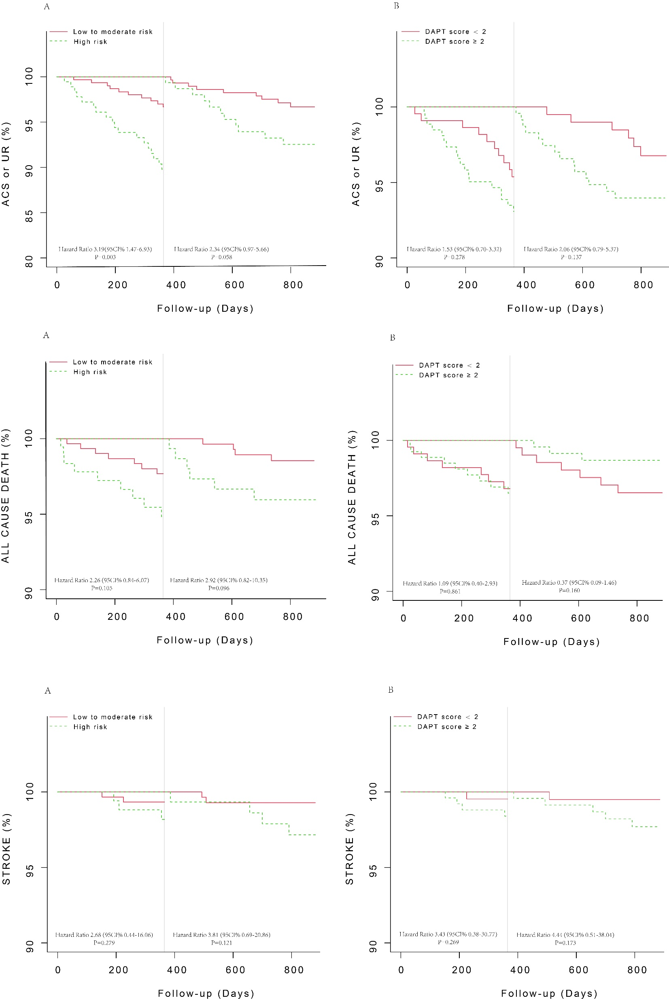 A
Low to moderate risk
High risk
ACS or UR (%)
100
95
90
85
80
Hazard Ratio 3.19(95CI% 1.47-6.93)
P=0.003
Hazard Ratio 2.34 (95CI% 0.97-5.66)
P=0.058
0 200 400 600 800
Follow-up (Days)
B
DAPT score < 2
DAPT score ≥ 2
ACS or UR (%)
100
95
90
Hazard Ratio 1.53 (95CI% 0.70-3.32)
P=0.278
Hazard Ratio 2.06 (95CI% 0.79-5.37)
P=0.137
0 200 400 600 800
Follow-up (Days)
A
Low to moderate risk
High risk
ALL CAUSE DEATH (%)
100
95
90
Hazard Ratio 2.26 (95CI% 0.84-6.07)
P=0.105
Hazard Ratio 2.92 (95CI% 0.82-10.35)
P=0.096
0 200 400 600 800
Follow-up (Days)
B
DAPT score < 2
DAPT score ≥ 2
ALL CAUSE DEATH (%)
100
95
90
Hazard Ratio 1.09 (95CI% 0.40-2.93)
P=0.861
Hazard Ratio 0.37 (95CI% 0.09-1.46)
P=0.160
0 200 400 600 800
Follow-up (Days)
A
Low to moderate risk
High risk
STROKE (%)
100
95
90
Hazard Ratio 2.68 (95CI% 0.44-16.06)
P=0.279
Hazard Ratio 3.81 (95CI% 0.69-20.86)
P=0.121
0 200 400 600 800
Follow-up (Days)
B
DAPT score < 2
DAPT score ≥ 2
STROKE (%)
100
95
90
Hazard Ratio 3.43 (95CI% 0.38-30.77)
P=0.269
Hazard Ratio 4.44 (95CI% 0.51-38.04)
P=0.173
0 200 400 600 800
Follow-up (Days)